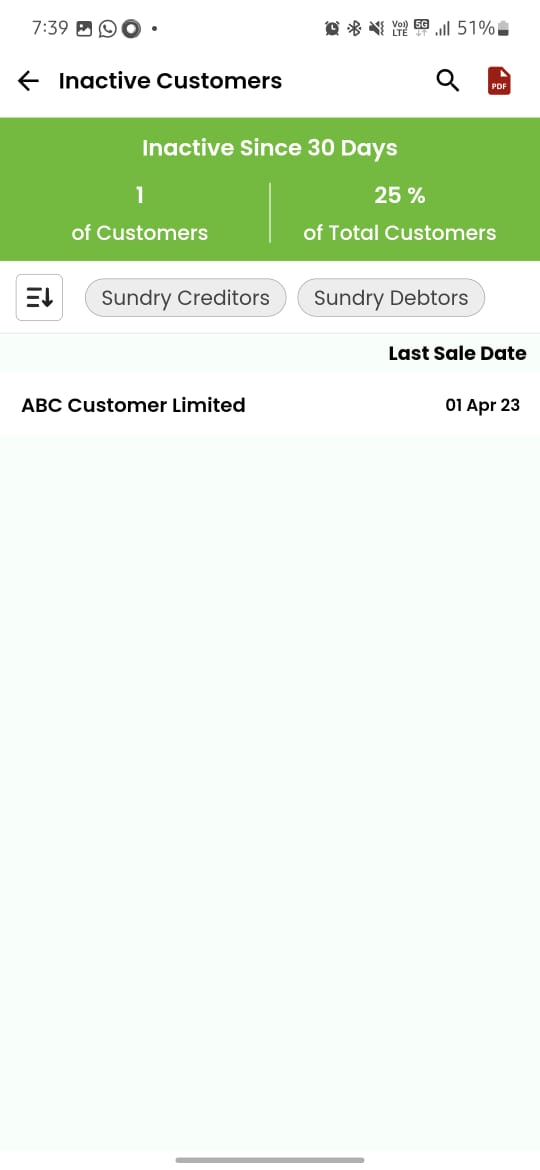 7:39 Vo)) LTE 5G 51%
Inactive Customers PDF
Inactive Since 30 Days
1 25 %
of Customers of Total Customers
Sundry Creditors Sundry Debtors
Last Sale Date
ABC Customer Limited 01 Apr 23